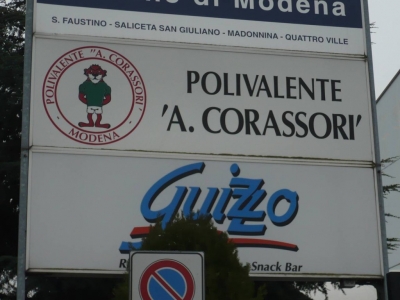 di Modena
S. FAUSTINO - SALICETA SAN GIULIANO - MADONNINA - QUATTRO VILLE
POLIVALENTE "A. CORASSORI"
MODENA
POLIVALENTE
'A. CORASSORI'
Guizzo
Snack Bar